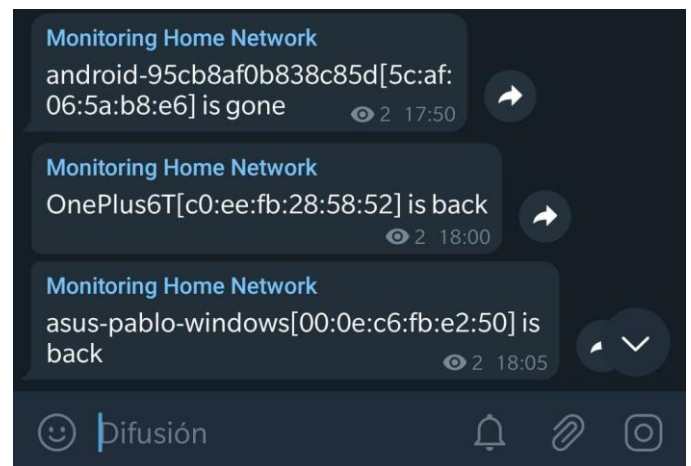 Monitoring Home Network
android-95cb8af0b838c85d[5c:af:
06:5a:b8:e6] is gone 2 17:50
Monitoring Home Network
OnePlus6T[c0:ee:fb:28:58:52] is back
2 18:00
Monitoring Home Network
asus-pablo-windows[00:0e:c6:fb:e2:50] is
back 2 18:05
Difusión